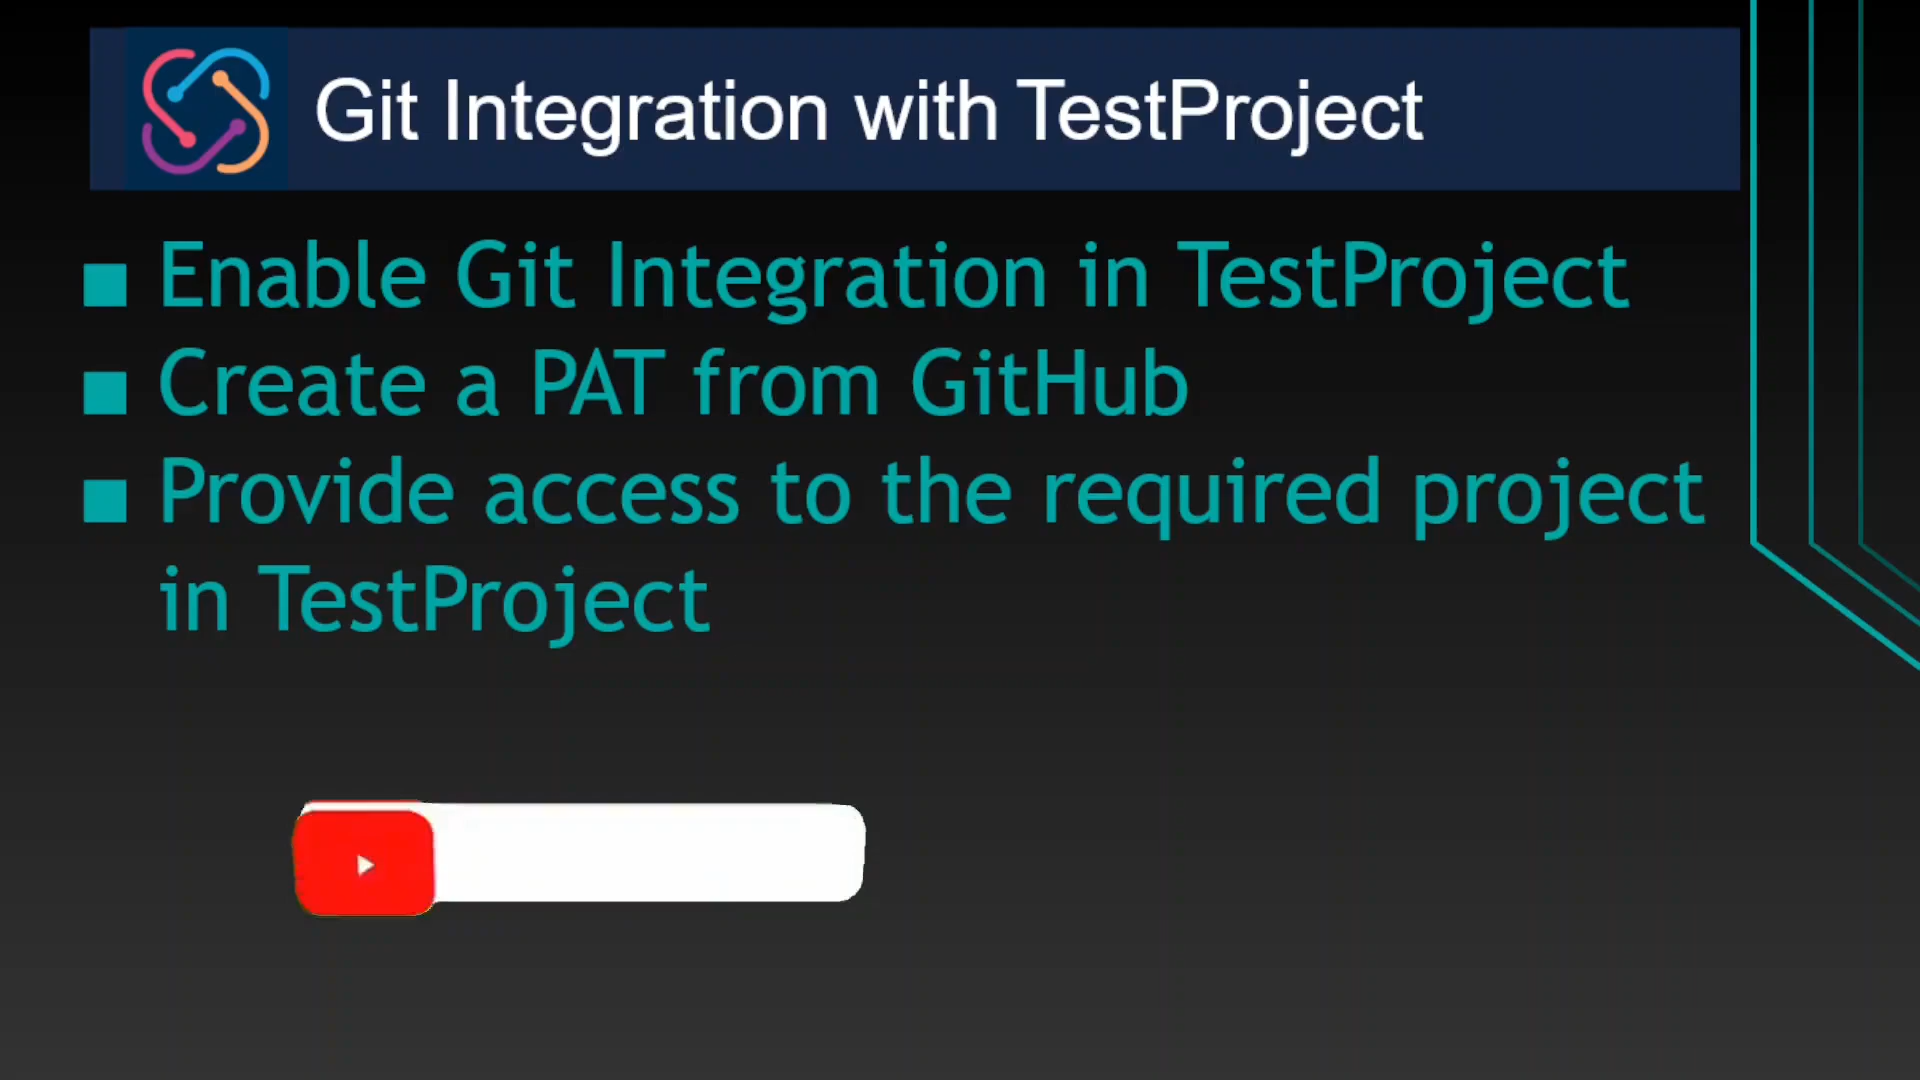 Git Integration with TestProject
Enable Git Integration in TestProject
Create a PAT from GitHub
Provide access to the required project
in TestProject